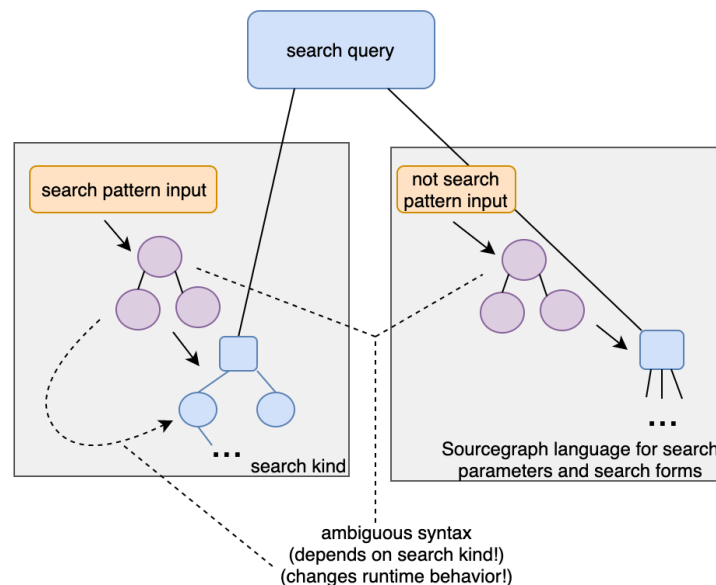 search query
search pattern input
not search
pattern input
...
search kind
...
Sourcegraph language for search
parameters and search forms
ambiguous syntax
(depends on search kind!)
(changes runtime behavior!)